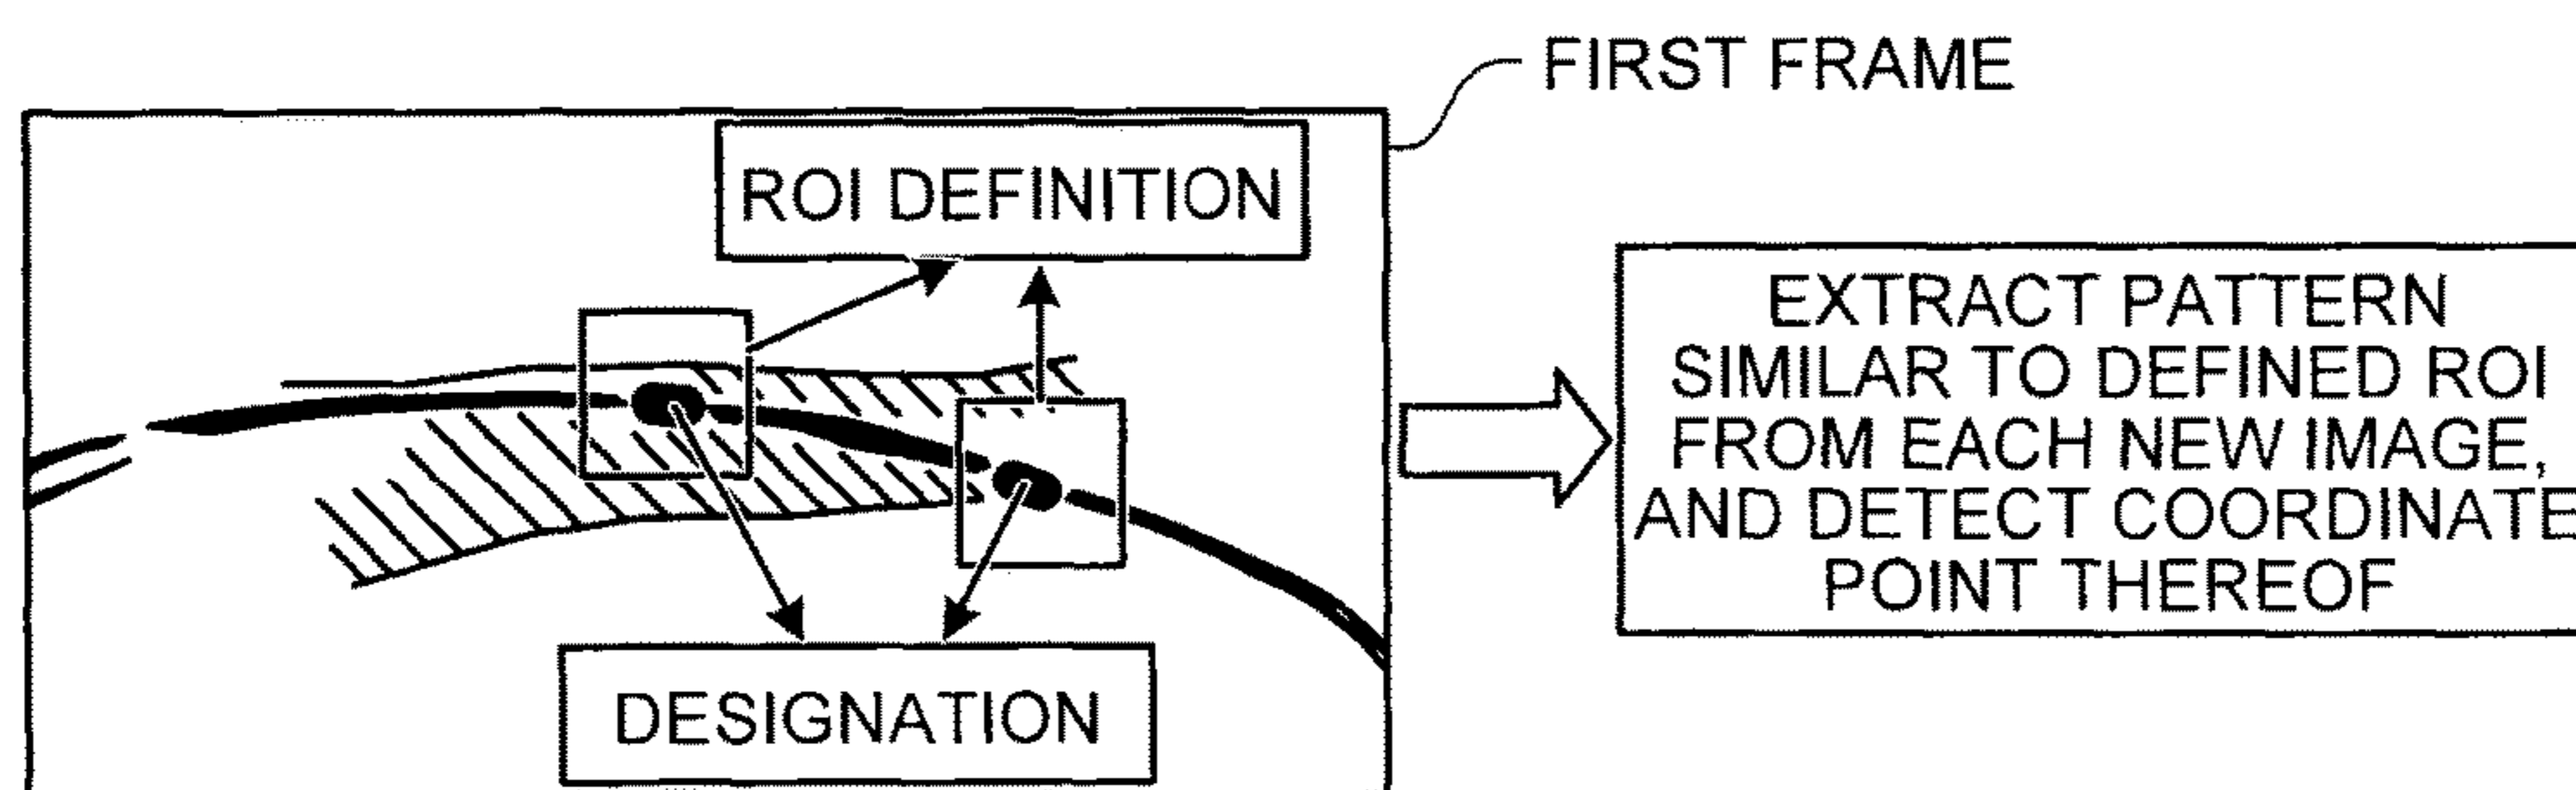 FIRST FRAME
ROI DEFINITION
EXTRACT PATTERN
SIMILAR TO DEFINED ROI
FROM EACH NEW IMAGE,
AND DETECT COORDINATE
POINT THEREOF
DESIGNATION